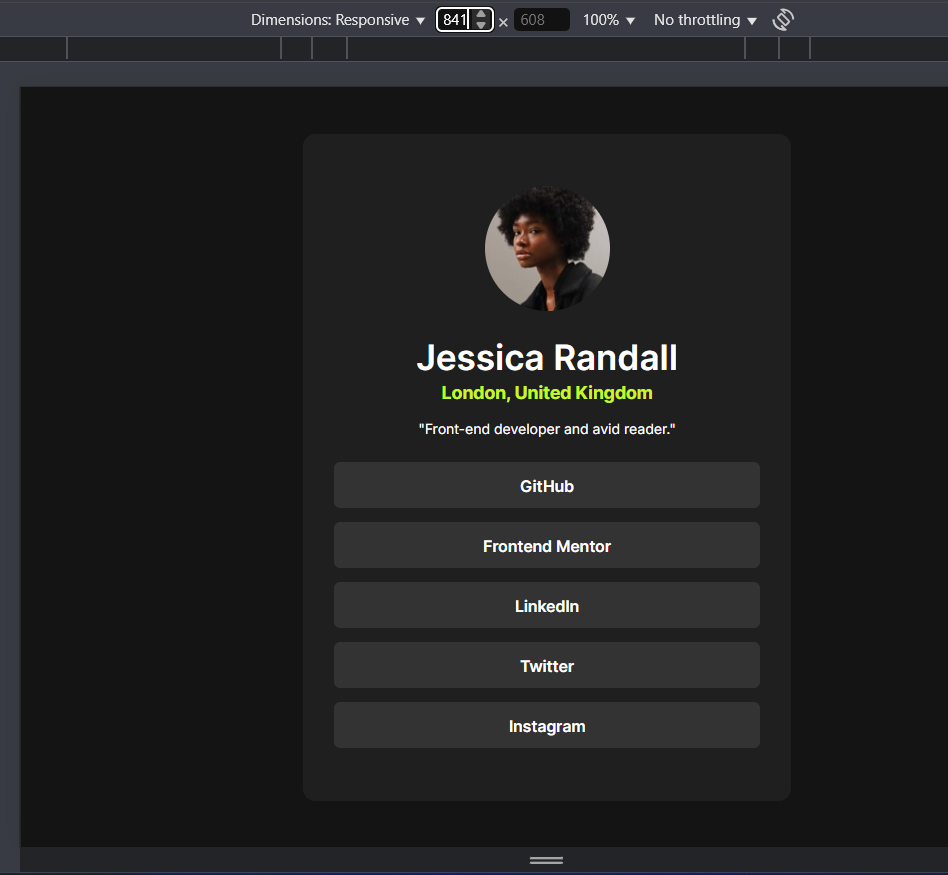 Dimensions: Responsive ▼ 841 × 608 100% ▼ No throttling ▼
Jessica Randall
London, United Kingdom
"Front-end developer and avid reader."
GitHub
Frontend Mentor
LinkedIn
Twitter
Instagram